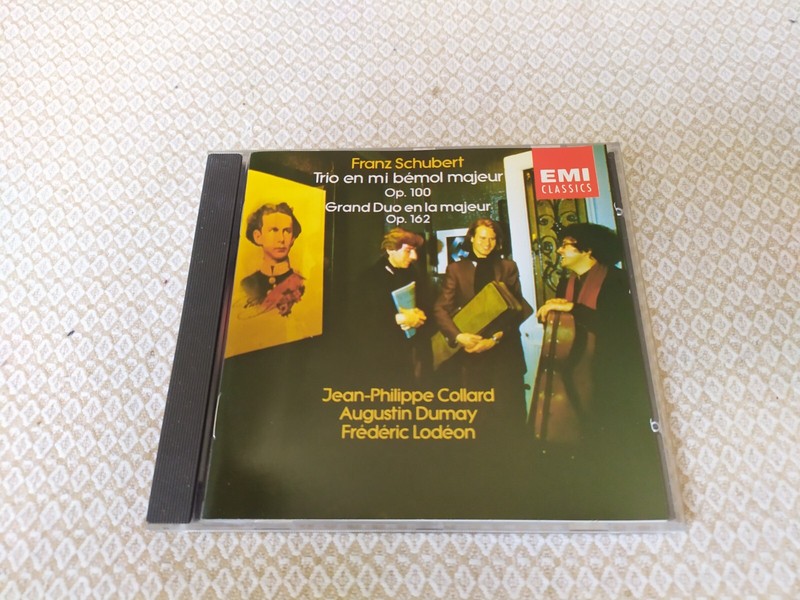 Franz Schubert
Trio en mi bémol majeur
Op. 100
Grand Duo en la majeur
Op. 162
EMI
CLASSICS
Jean-Philippe Collard
Augustin Dumay
Frédéric Lodéon